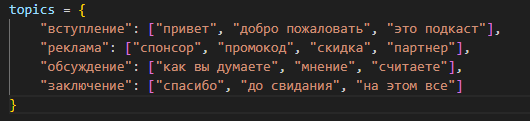 topics = {
    "вступление": ["привет", "добро пожаловать", "это подкаст"],
    "реклама": ["спонсор", "промокод", "скидка", "партнер"],
    "обсуждение": ["как вы думаете", "мнение", "считаете"],
    "заключение": ["спасибо", "до свидания", "на этом все"]
}